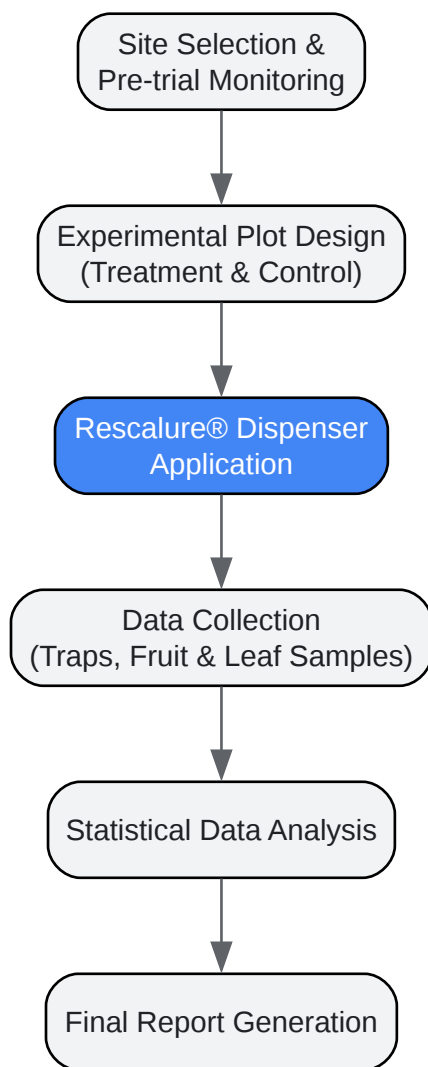 Site Selection &
Pre-trial Monitoring
Experimental Plot Design
(Treatment & Control)
Rescalure® Dispenser
Application
Data Collection
(Traps, Fruit & Leaf Samples)
Statistical Data Analysis
Final Report Generation